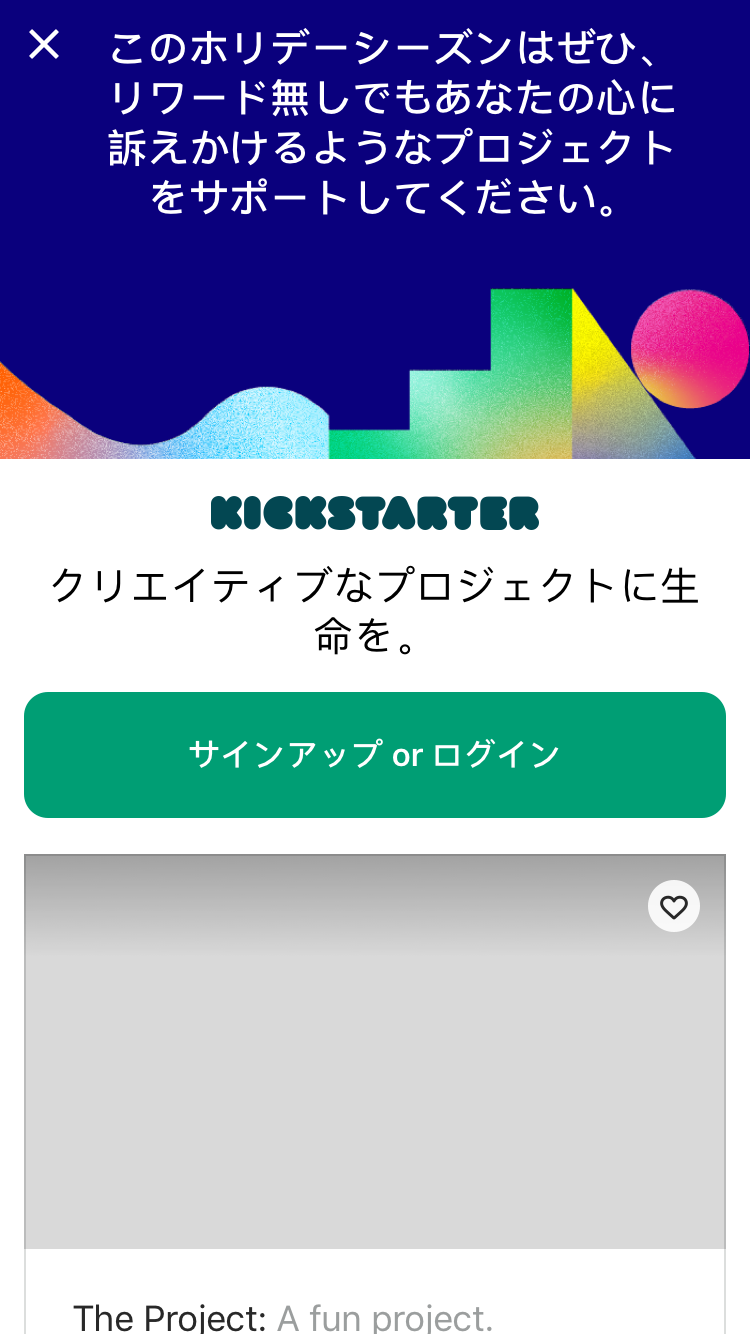 このホリデーシーズンはぜひ、
リワード無しでもあなたの心に
訴えかけるようなプロジェクト
をサポートしてください。
KICKSTARTER
クリエイティブなプロジェクトに生
命を。
サインアップ or ログイン
The Project: A fun project.